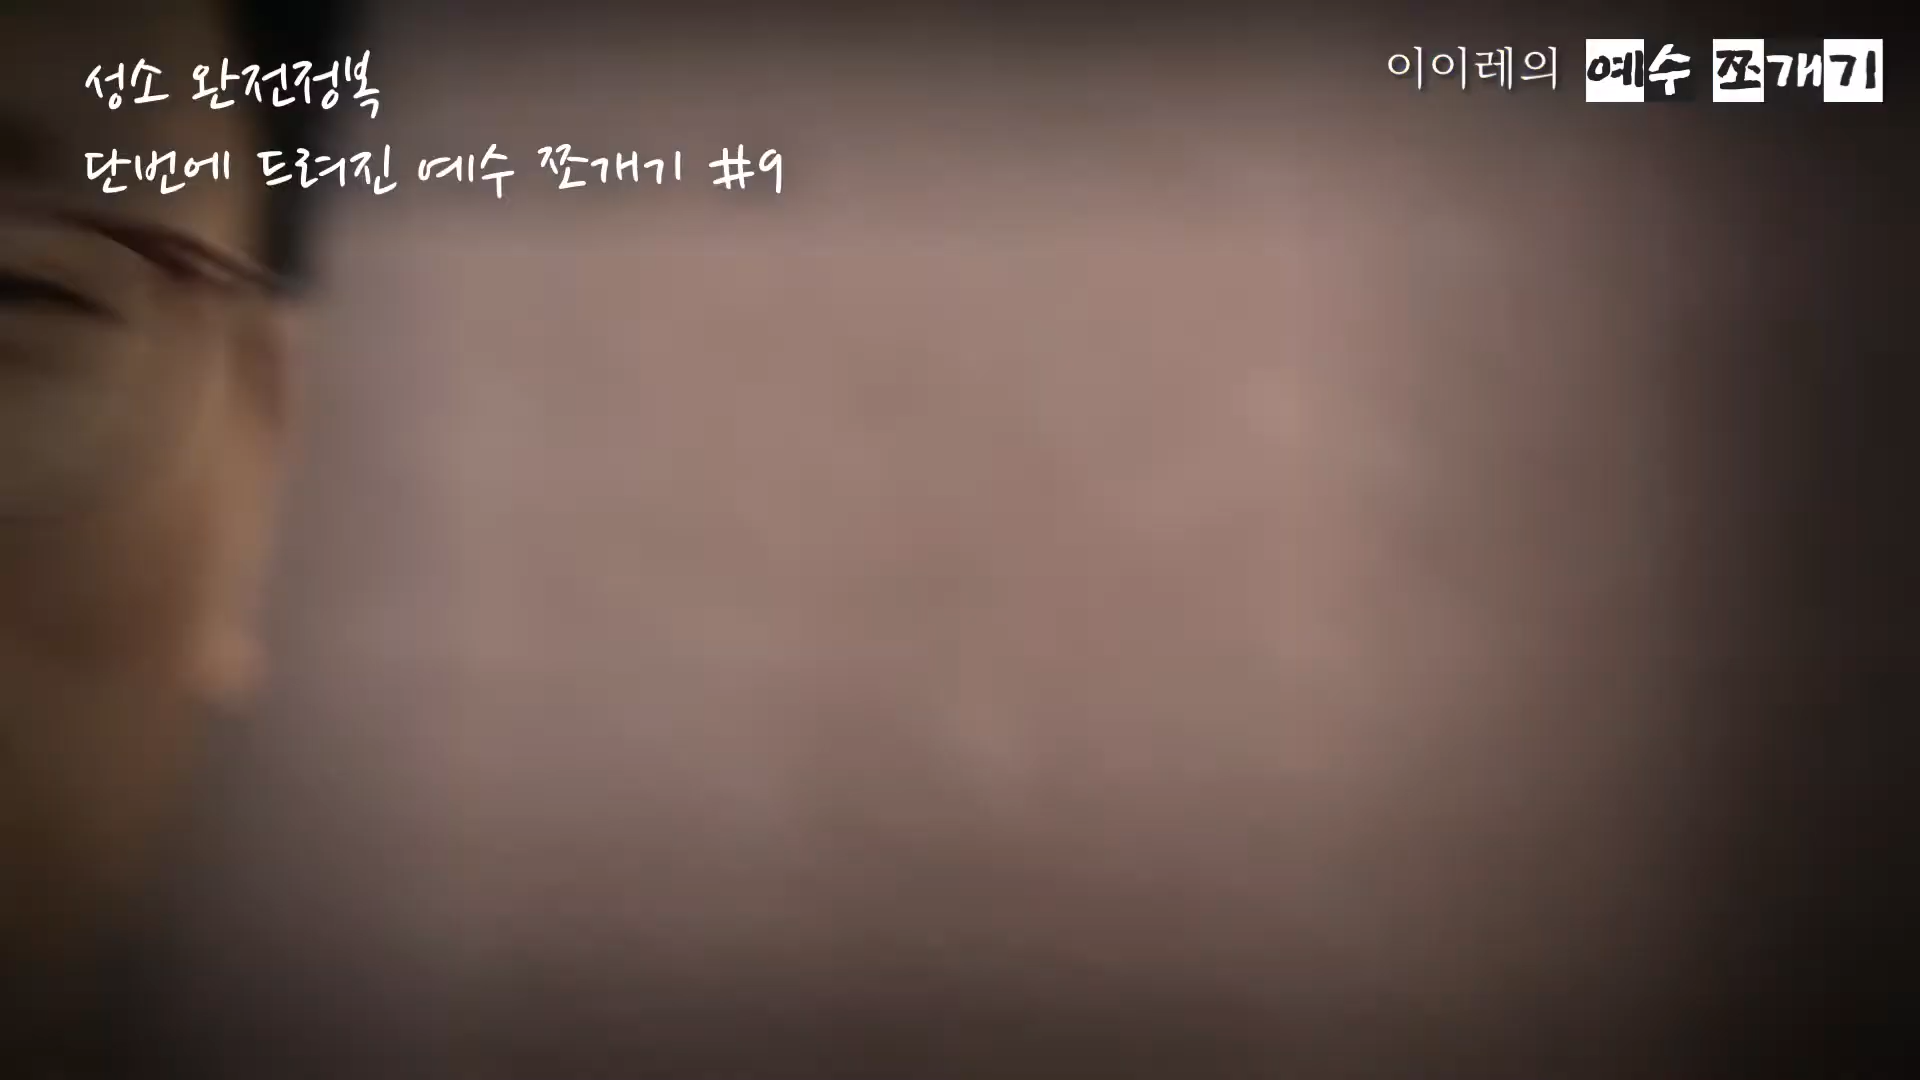 성소 완전정복
단번에 드려진 예수 쪼개기 #9
이이레의 예수 쪼개기